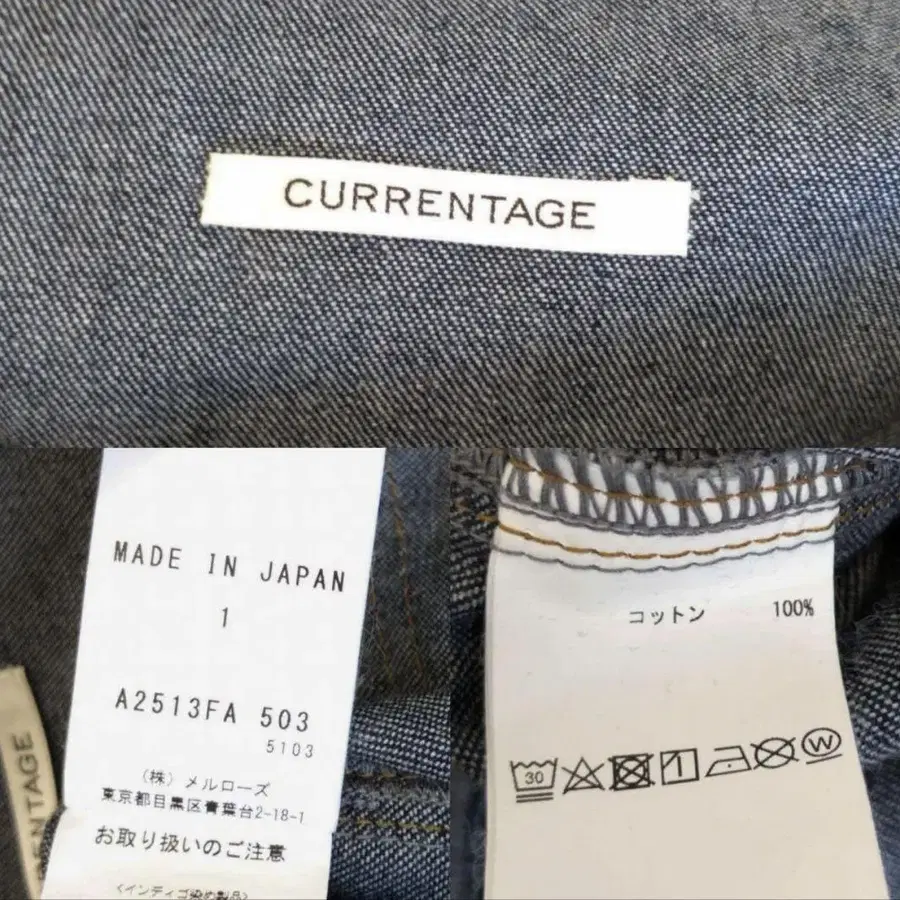 CURRENTAGE
MADE IN JAPAN
1
A2513FA 503
5103
(株) メルローズ
東京都目黒区青葉台2-18-1
お取り扱いのご注意
<インディゴ染め製品>
RENTAGE
コットン 100%
30
W